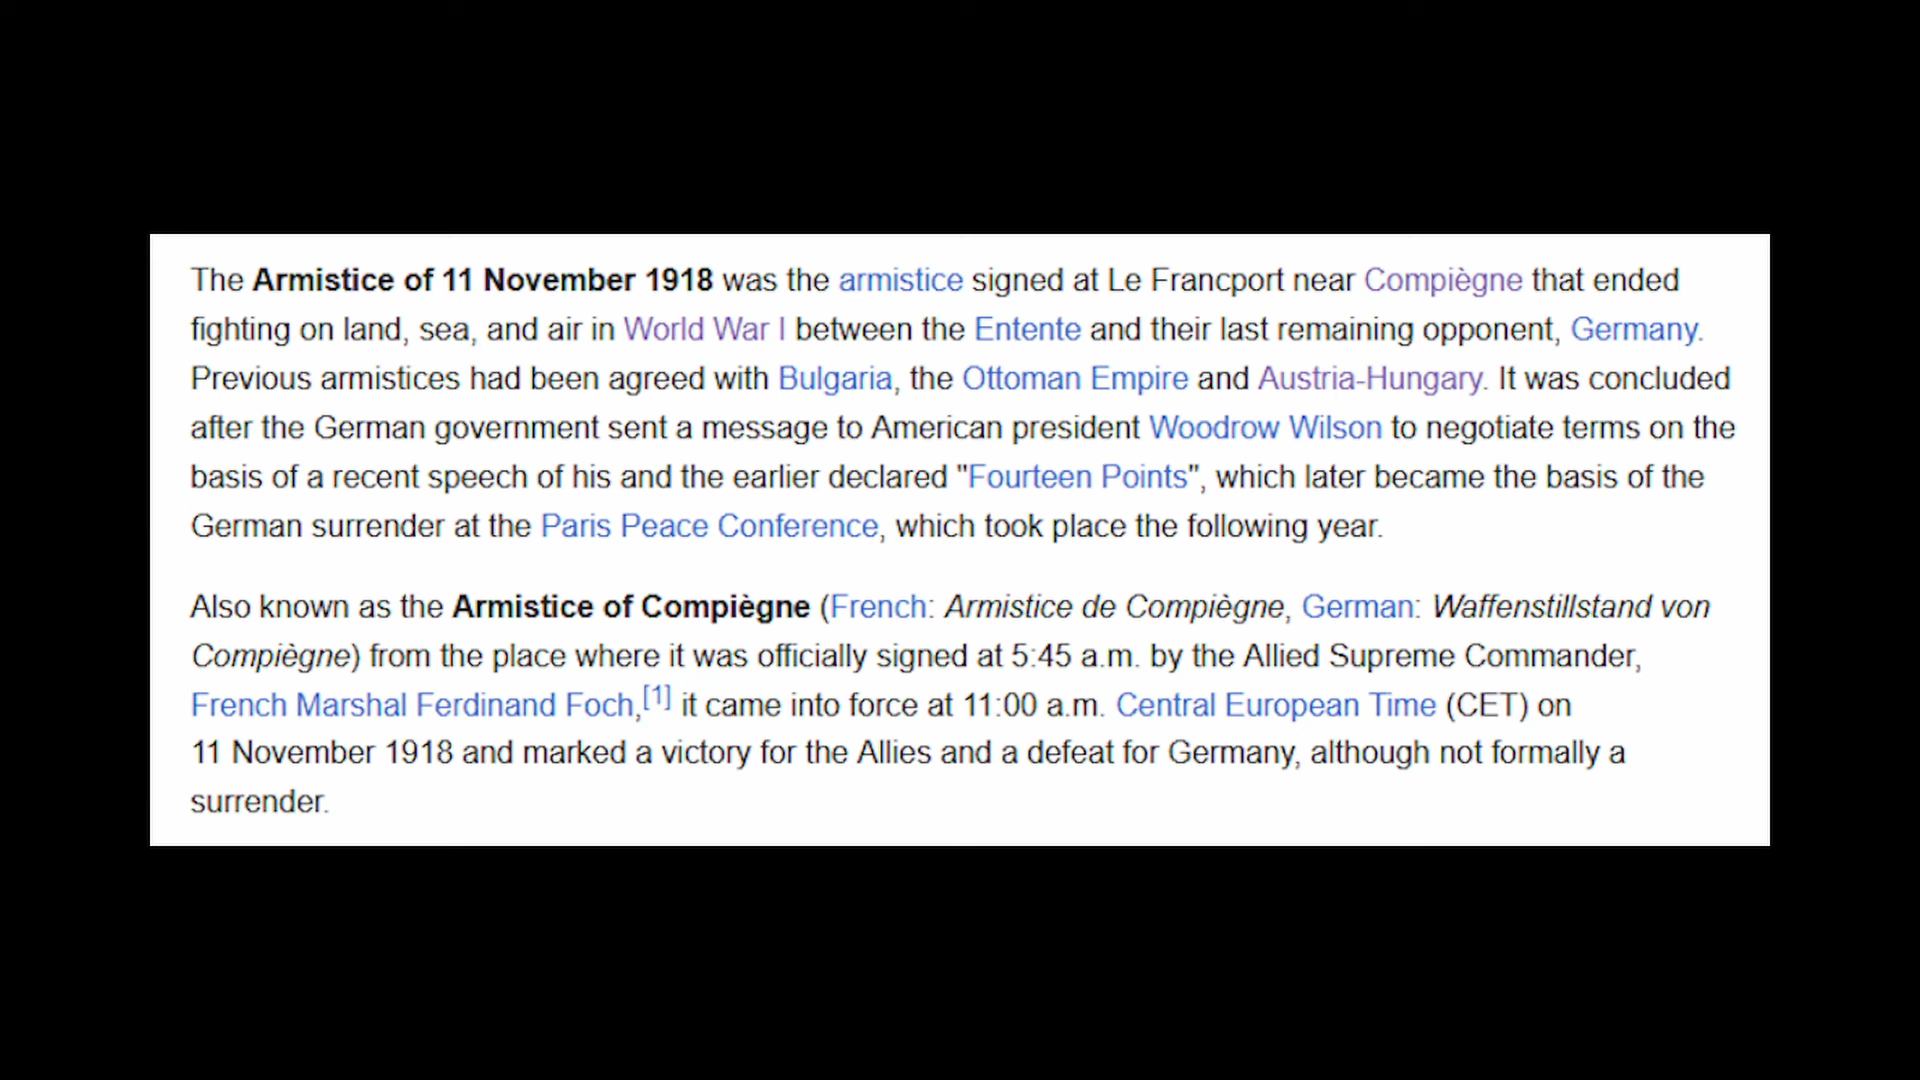 The Armistice of 11 November 1918 was the armistice signed at Le Francport near Compiègne that ended
fighting on land, sea, and air in World War I between the Entente and their last remaining opponent, Germany.
Previous armistices had been agreed with Bulgaria, the Ottoman Empire and Austria-Hungary. It was concluded
after the German government sent a message to American president Woodrow Wilson to negotiate terms on the
basis of a recent speech of his and the earlier declared "Fourteen Points", which later became the basis of the
German surrender at the Paris Peace Conference, which took place the following year.
Also known as the Armistice of Compiègne (French: Armistice de Compiègne, German: Waffenstillstand von
Compiègne) from the place where it was officially signed at 5:45 a.m. by the Allied Supreme Commander,
French Marshal Ferdinand Foch,[1] it came into force at 11:00 a.m. Central European Time (CET) on
11 November 1918 and marked a victory for the Allies and a defeat for Germany, although not formally a
surrender.